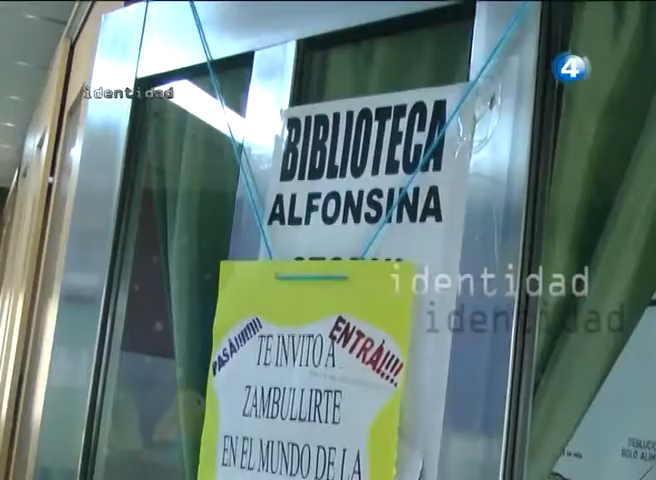 identidad
4
BIBLIOTECA
ALFONSINA
identidad
identidad
PASÁ!!!!!!
ENTRÁ!!!!
TE INVITO A
ZAMBULLIRTE
EN EL MUNDO DE LA